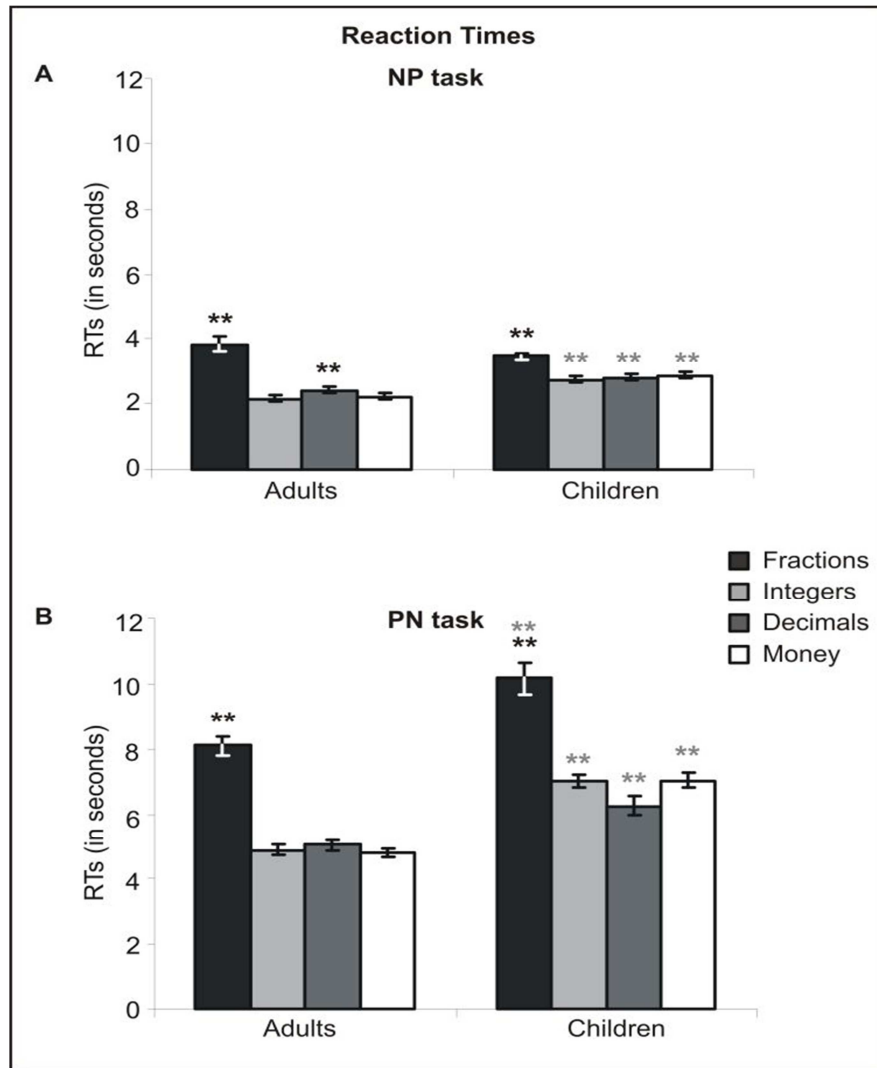 Reaction Times
A
NP task
RTs (in seconds)
12
10
8
6
4
2
0
**
**
**
**
**
**
Adults
Children
Fractions
Integers
Decimals
Money
B
PN task
RTs (in seconds)
12
10
8
6
4
2
0
**
**
**
**
**
**
Adults
Children